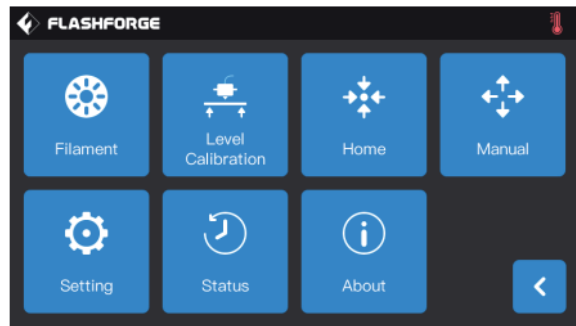 FLASHFORGE
Filament
Level
Calibration
Home
Manual
Setting
Status
About